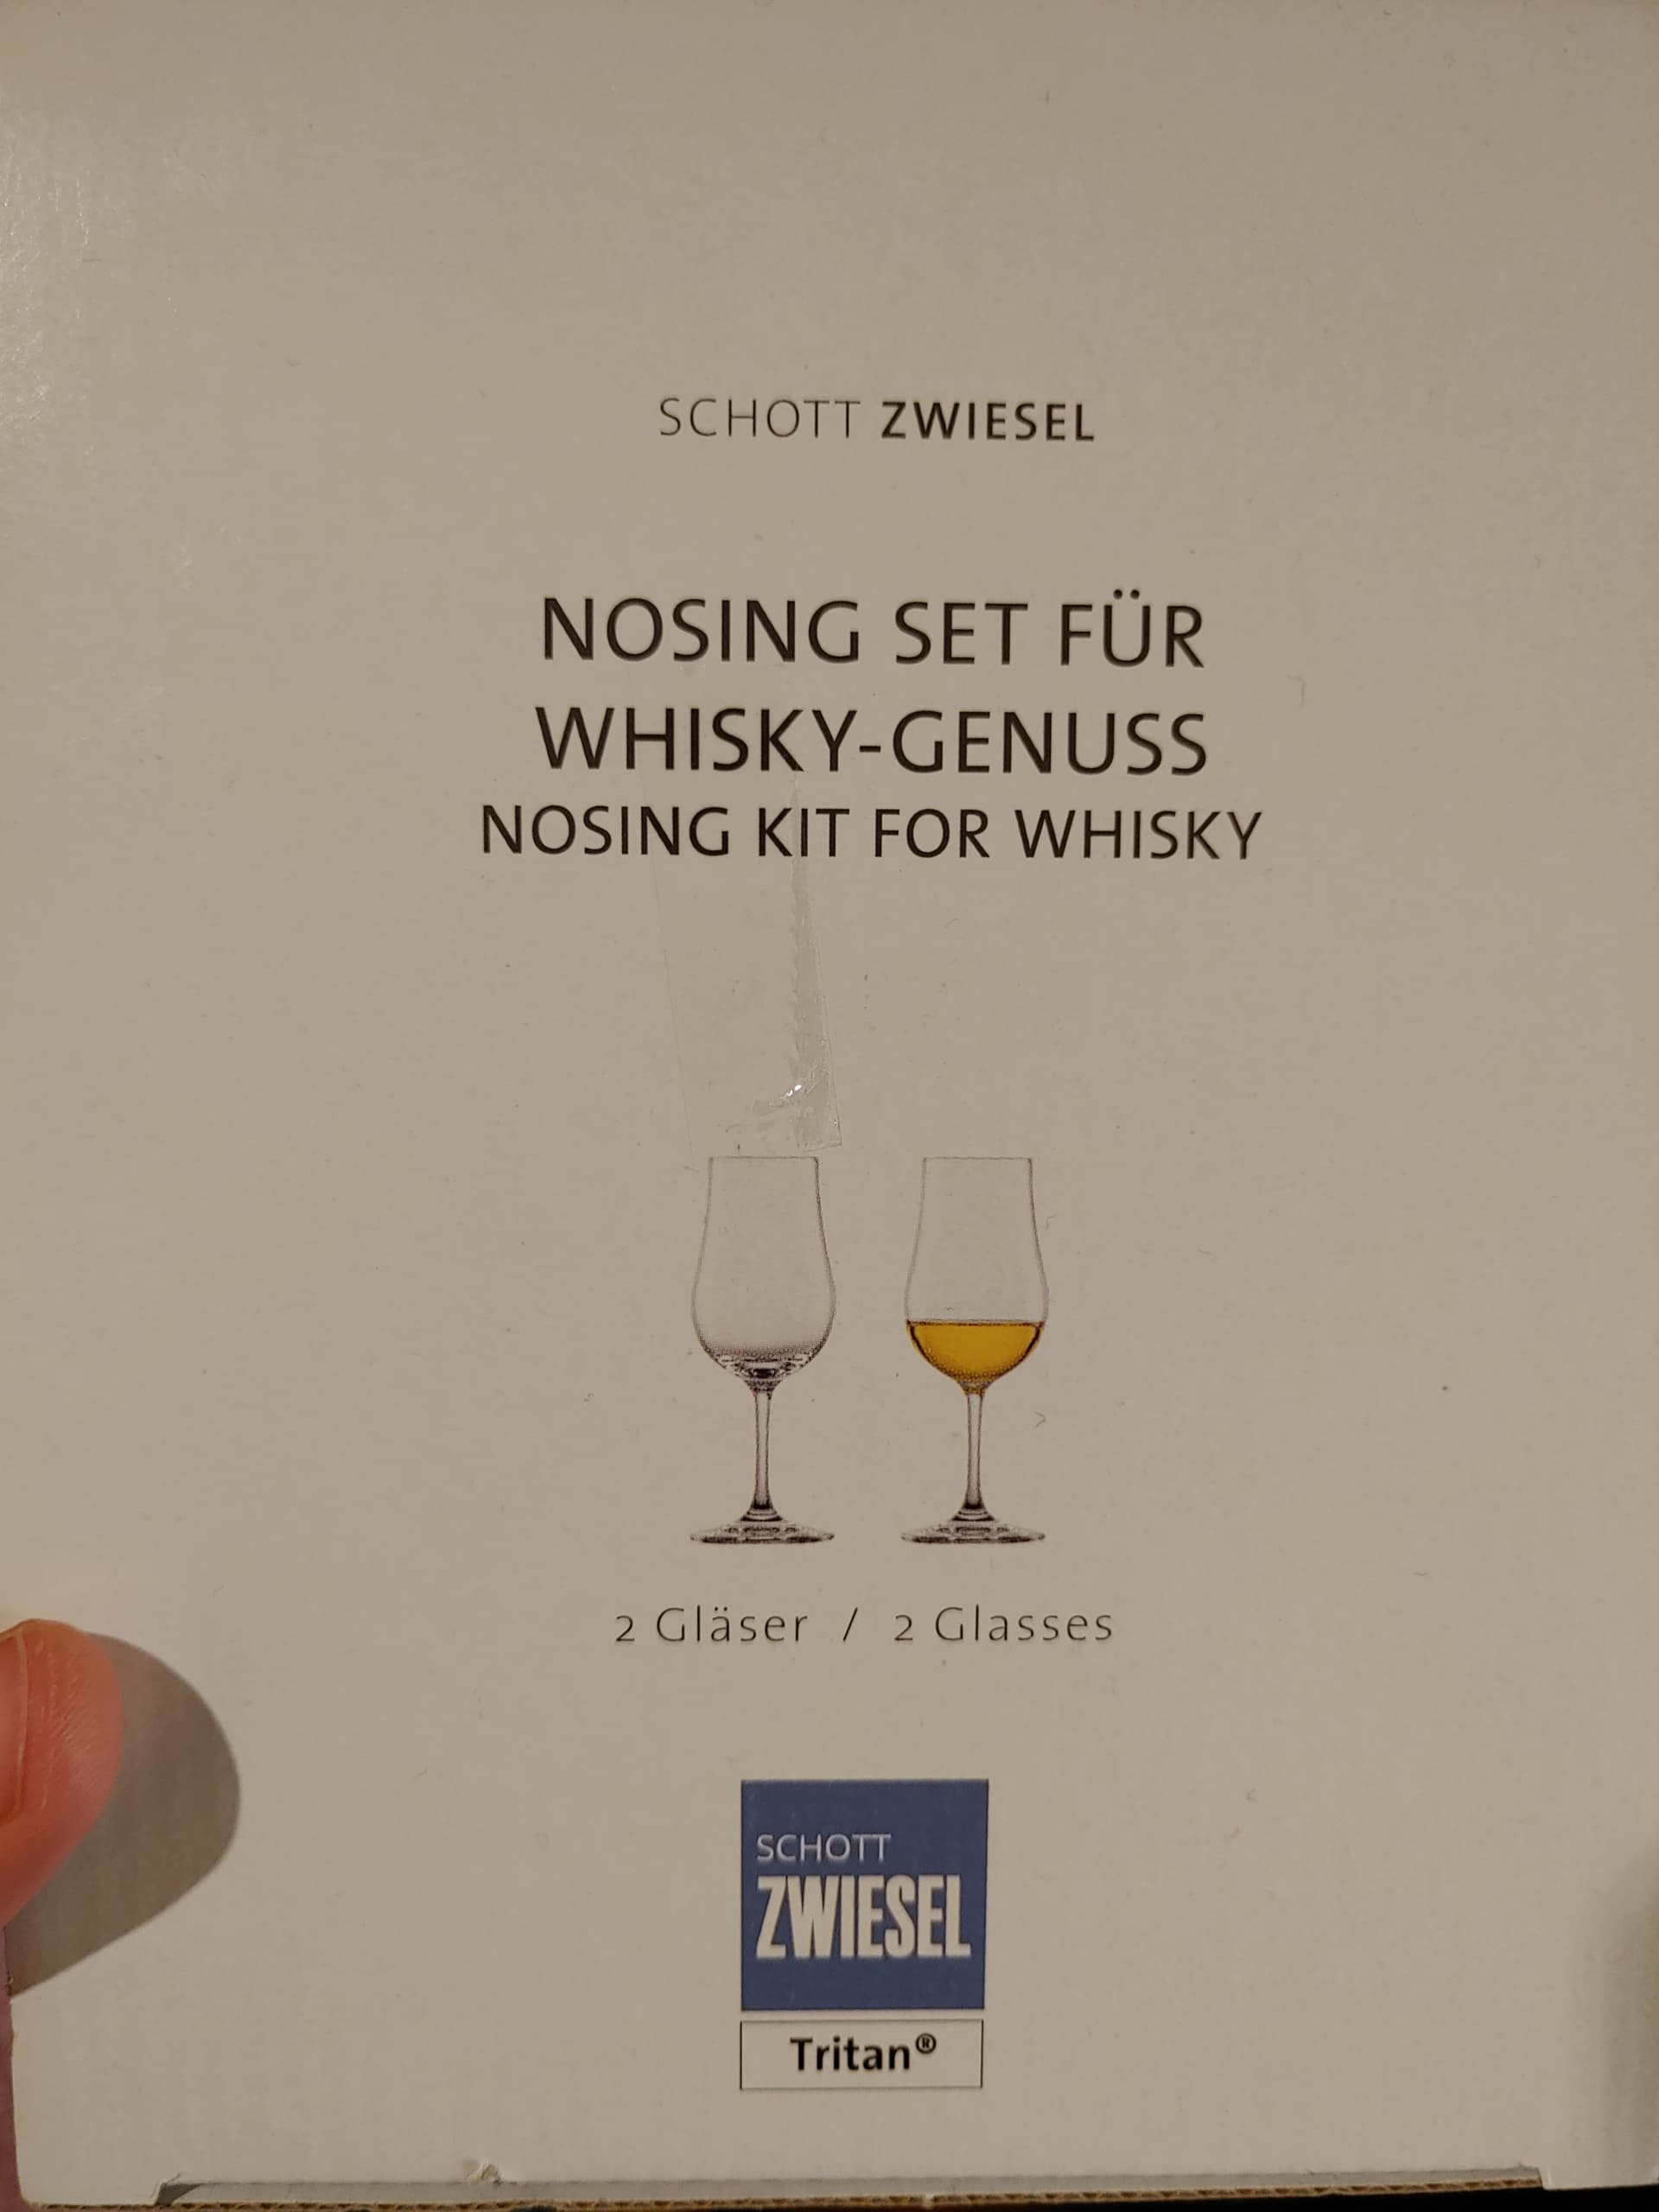 SCHOTT ZWIESEL
NOSING SET FÜR
WHISKY-GENUSS
NOSING KIT FOR WHISKY
2 Gläser / 2 Glasses
SCHOTT
ZWIESEL
Tritan®